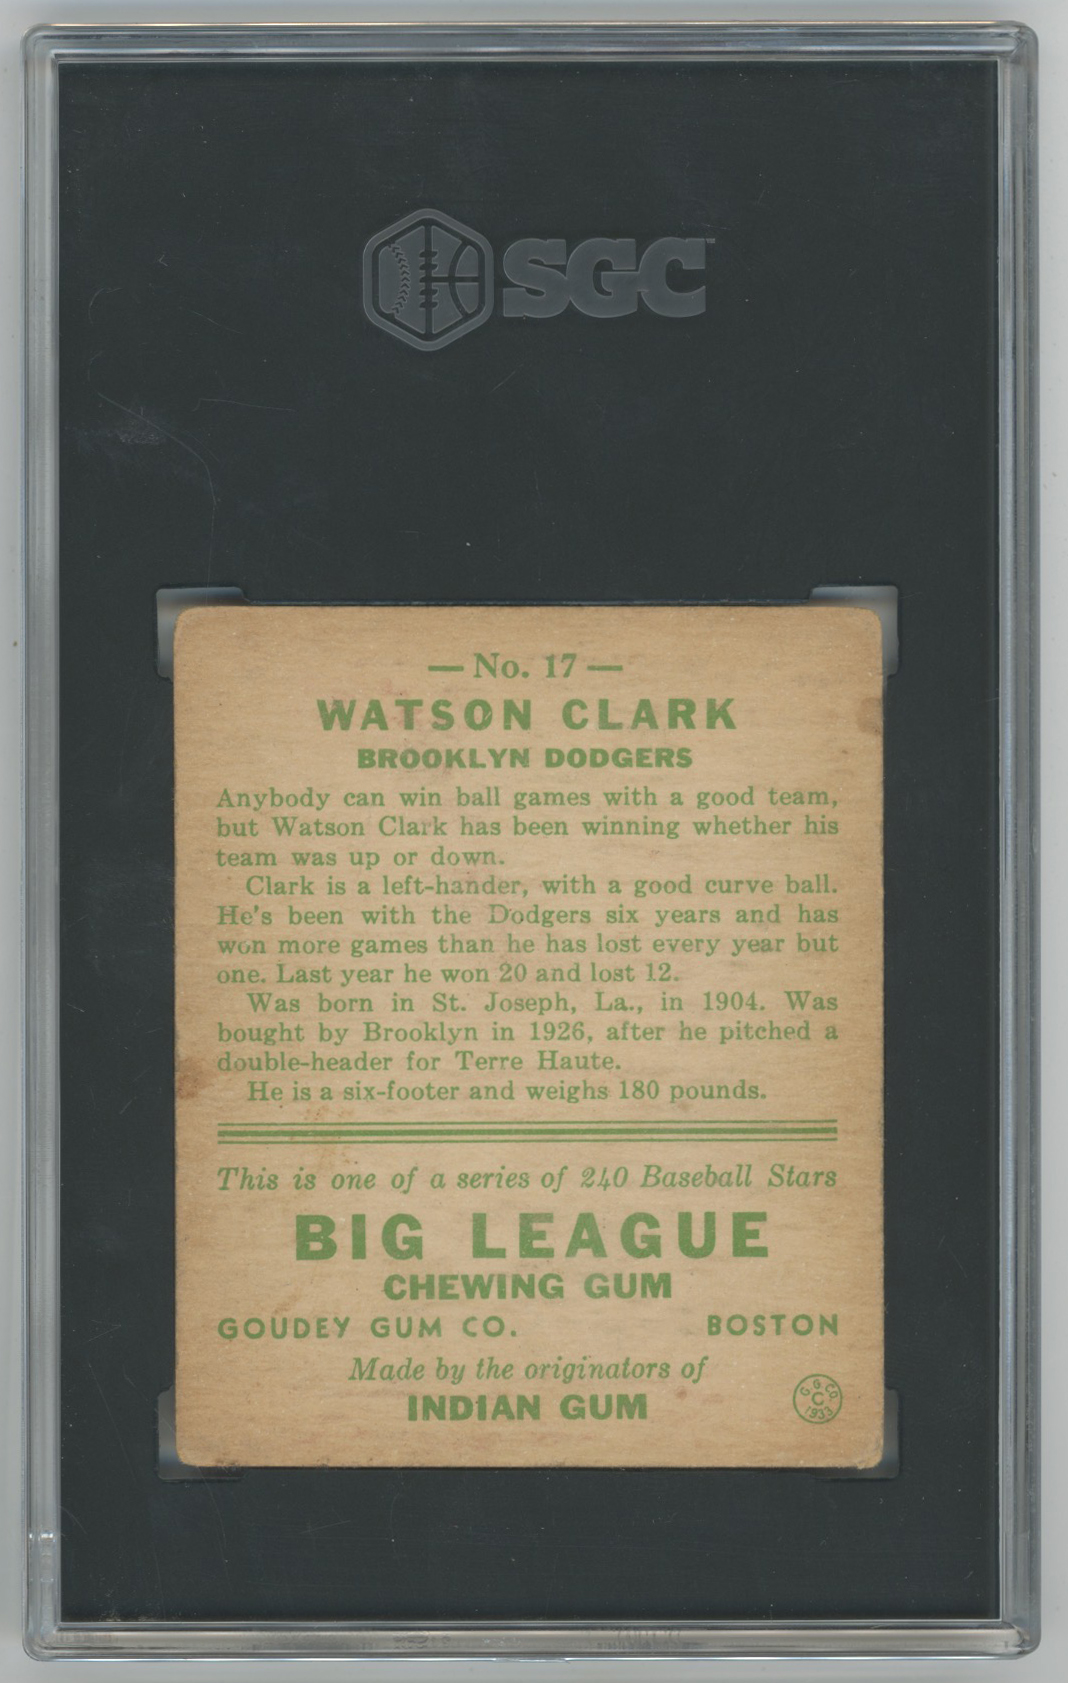 SGC
— No. 17 —
WATSON CLARK
BROOKLYN DODGERS
Anybody can win ball games with a good team,
but Watson Clark has been winning whether his
team was up or down.
Clark is a left-hander, with a good curve ball.
He's been with the Dodgers six years and has
won more games than he has lost every year but
one. Last year he won 20 and lost 12.
Was born in St. Joseph, La., in 1904. Was
bought by Brooklyn in 1926, after he pitched a
double-header for Terre Haute.
He is a six-footer and weighs 180 pounds.
This is one of a series of 240 Baseball Stars
BIG LEAGUE
CHEWING GUM
GOUDEY GUM CO. BOSTON
Made by the originators of
INDIAN GUM
G. G. CO.
C
1933